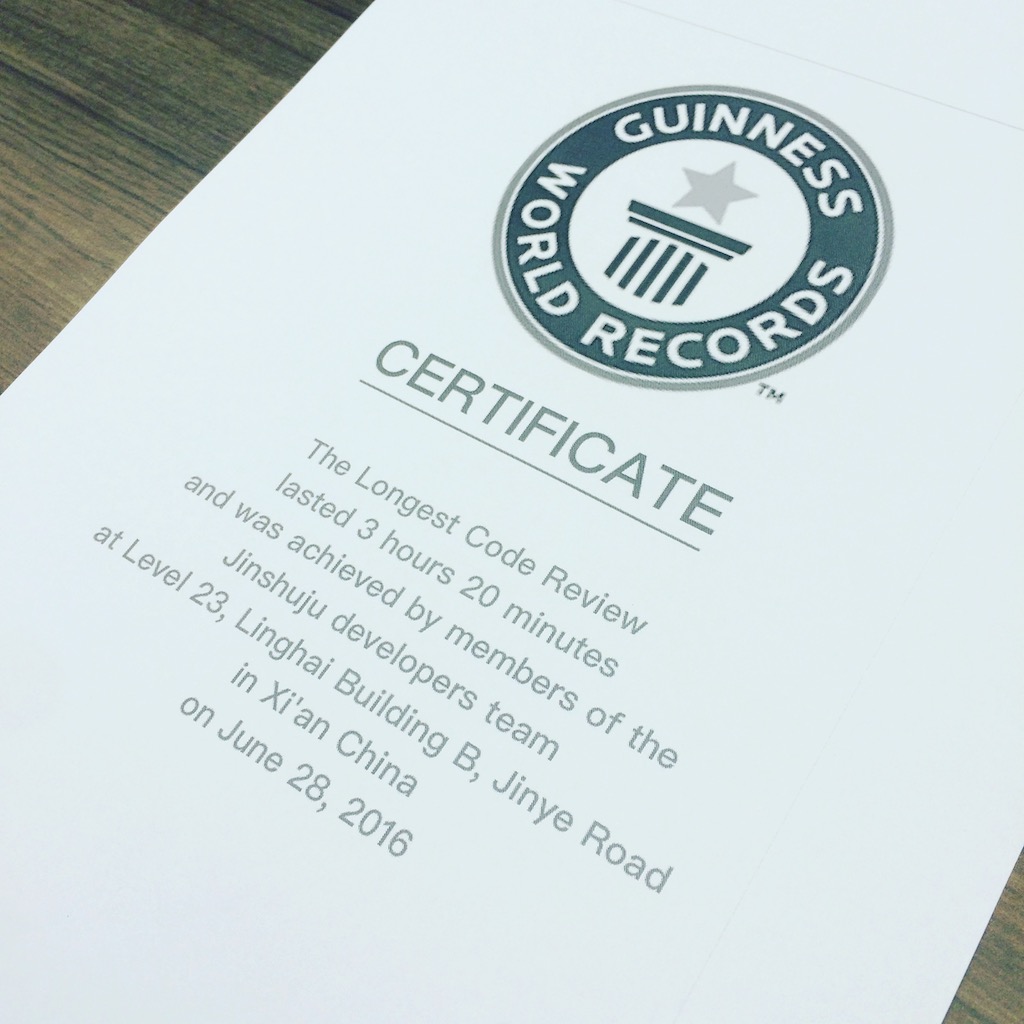 GUINNESS
WORLD RECORDS
TM
CERTIFICATE
The Longest Code Review
lasted 3 hours 20 minutes
and was achieved by members of the
Jinshuju developers team
at Level 23, Linghai Building B, Jinye Road
in Xi'an China
on June 28, 2016